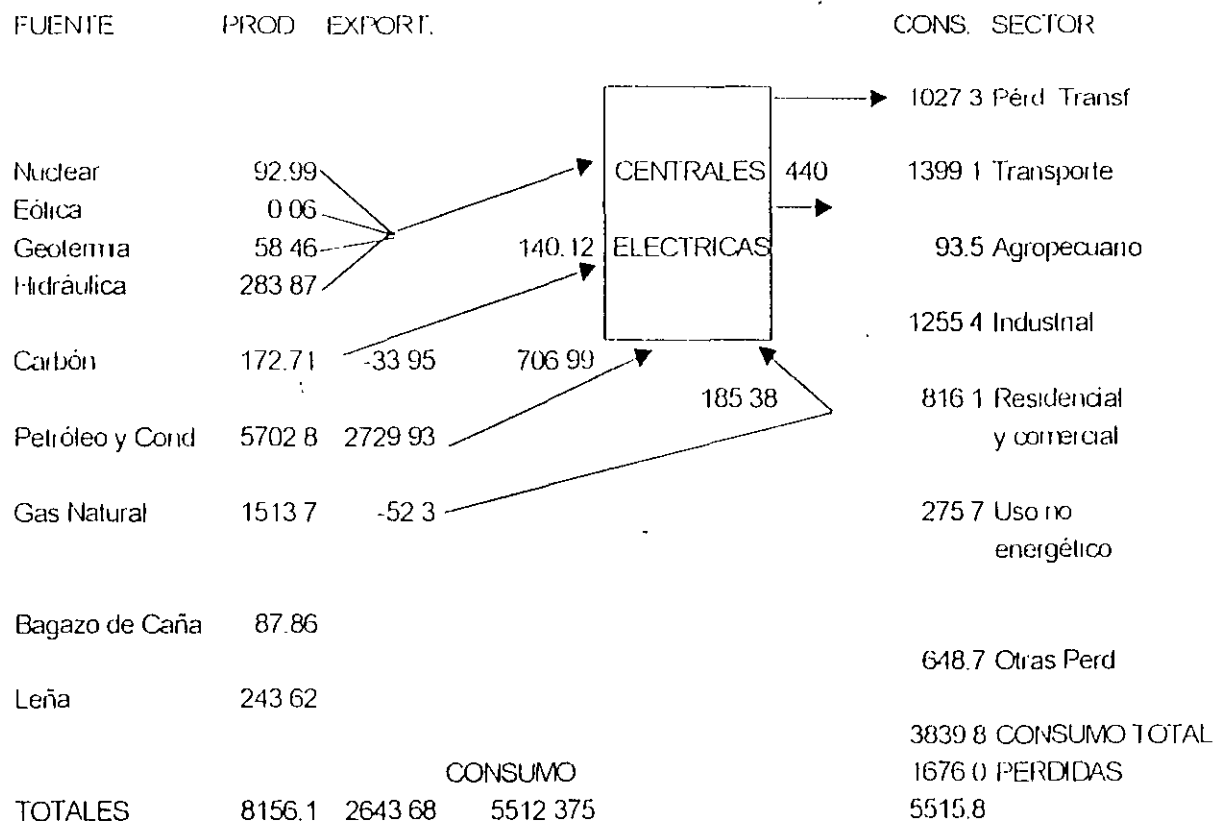 FUENTE PROD EXPORT. CONS. SECTOR
1027 3 Pérd Transf
Nuclear 92.99 CENTRALES 440 1399 1 Transporte
Eólica 0 06
Geotermia 58 46 140.12 ELECTRICAS 93.5 Agropecuario
Hidráulica 283 87
1255 4 Industrial
Carbón 172.71 -33 95 706 99
185 38 816 1 Residencial
Petróleo y Cond 5702 8 2729 93 y comercial
Gas Natural 1513 7 -52 3 275 7 Uso no
energético
Bagazo de Caña 87.86
648.7 Otras Perd
Leña 243 62
3839 8 CONSUMO TOTAL
CONSUMO 1676 0 PERDIDAS
TOTALES 8156.1 2643 68 5512 375 5515.8